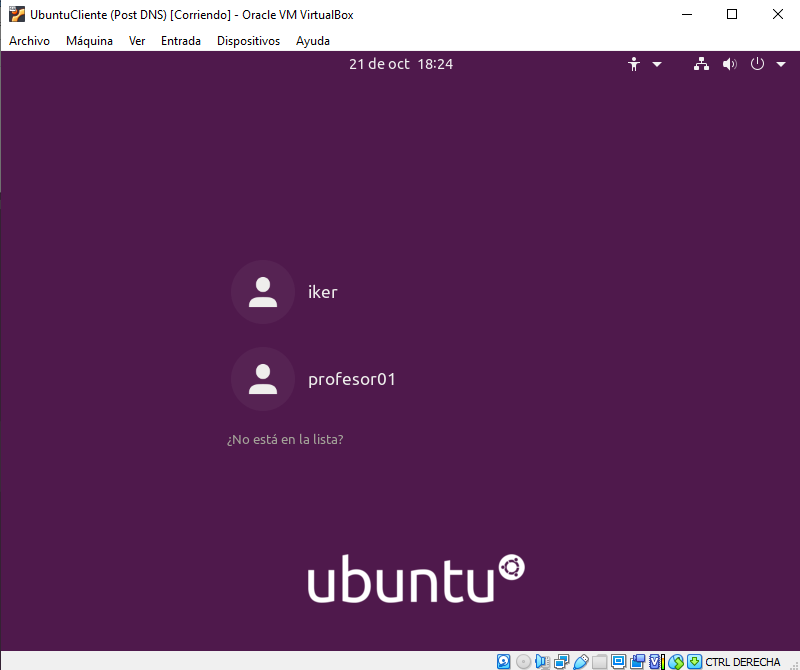 UbuntuCliente (Post DNS) [Corriendo] - Oracle VM VirtualBox
Archivo Máquina Ver Entrada Dispositivos Ayuda
21 de oct 18:24
iker
profesor01
¿No está en la lista?
ubuntu
CTRL DERECHA